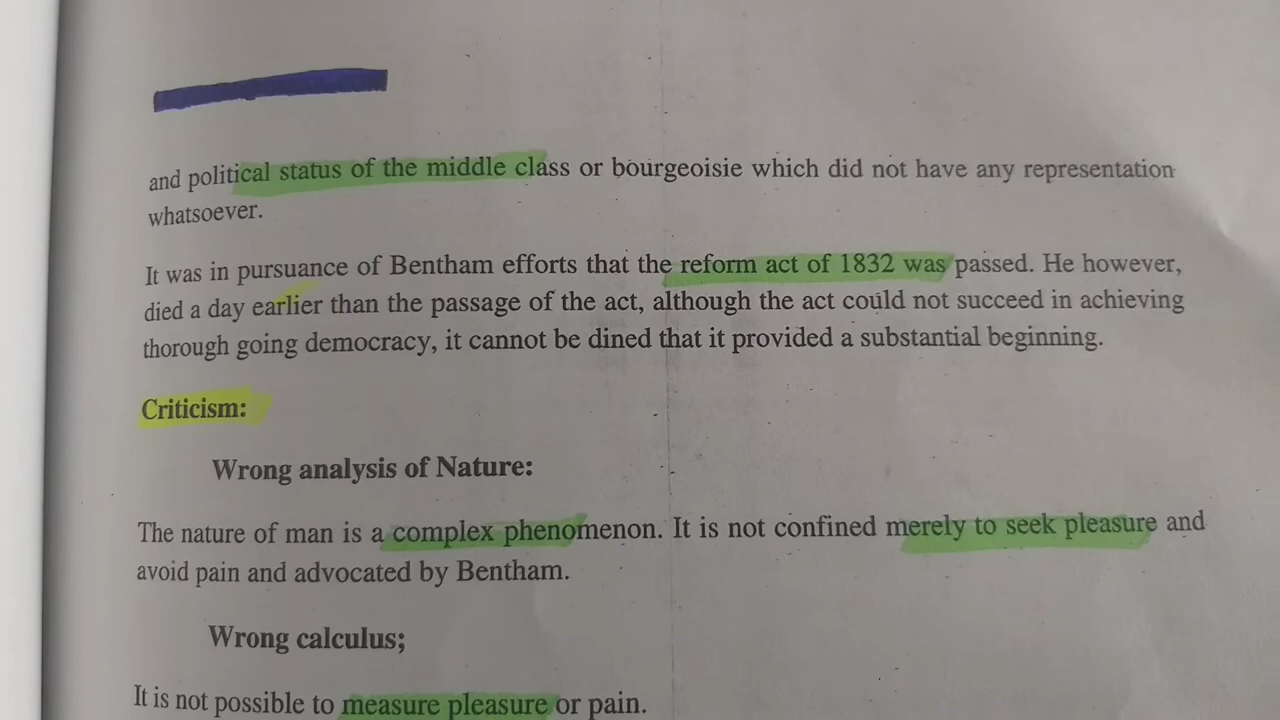 and political status of the middle class or bourgeoisie which did not have any representation
whatsoever.
It was in pursuance of Bentham efforts that the reform act of 1832 was passed. He however,
died a day earlier than the passage of the act, although the act could not succeed in achieving
thorough going democracy, it cannot be dined that it provided a substantial beginning.
Criticism:
Wrong analysis of Nature:
The nature of man is a complex phenomenon. It is not confined merely to seek pleasure and
avoid pain and advocated by Bentham.
Wrong calculus;
It is not possible to measure pleasure or pain.